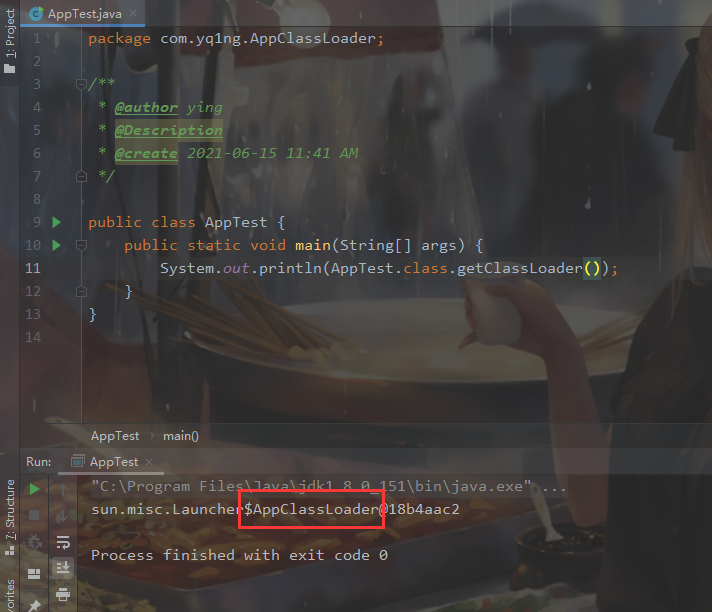 AppTest.java
1: Project
1 package com.yq1ng.AppClassLoader;
2
3 /**
4 * @author ying
5 * @Description
6 * @create 2021-06-15 11:41 AM
7 */
8
9 public class AppTest {
10 public static void main(String[] args) {
11 System.out.println(AppTest.class.getClassLoader());
12 }
13 }
14
AppTest main()
Run: AppTest
"C:\Program Files\Java\jdk1.8.0_151\bin\java.exe" ...
sun.misc.Launcher$AppClassLoader@18b4aac2
Process finished with exit code 0
7: Structure
vorites